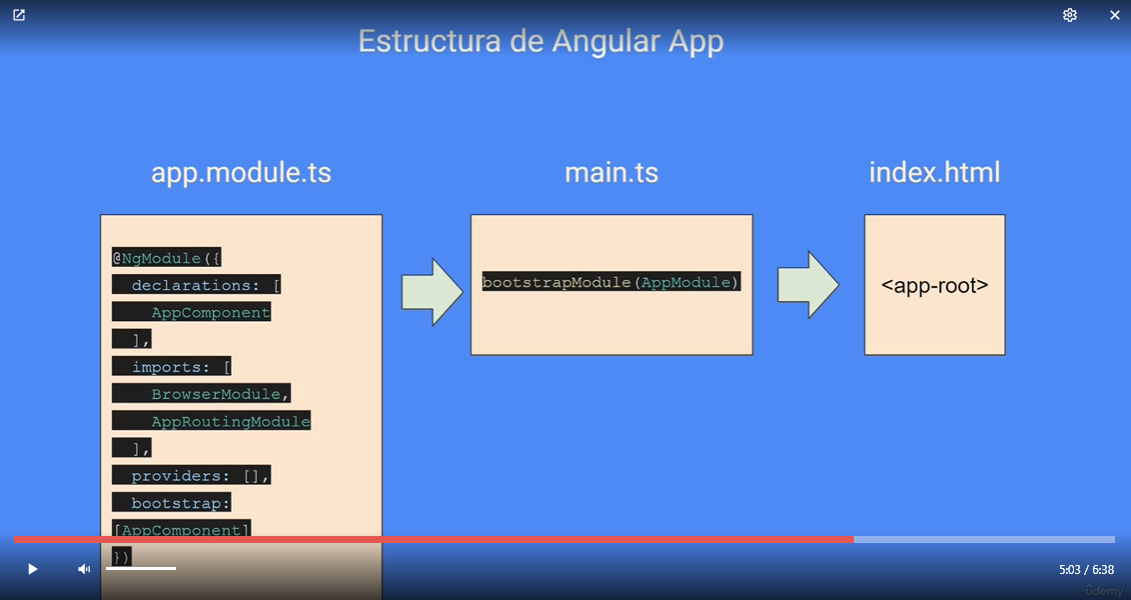 Estructura de Angular App
app.module.ts
main.ts
index.html
@NgModule({
declarations: [
AppComponent
],
imports: [
BrowserModule,
AppRoutingModule
],
providers: [],
bootstrap:
[AppComponent]
})
bootstrapModule(AppModule)
<app-root>
5:03 / 6:38
ûdemy